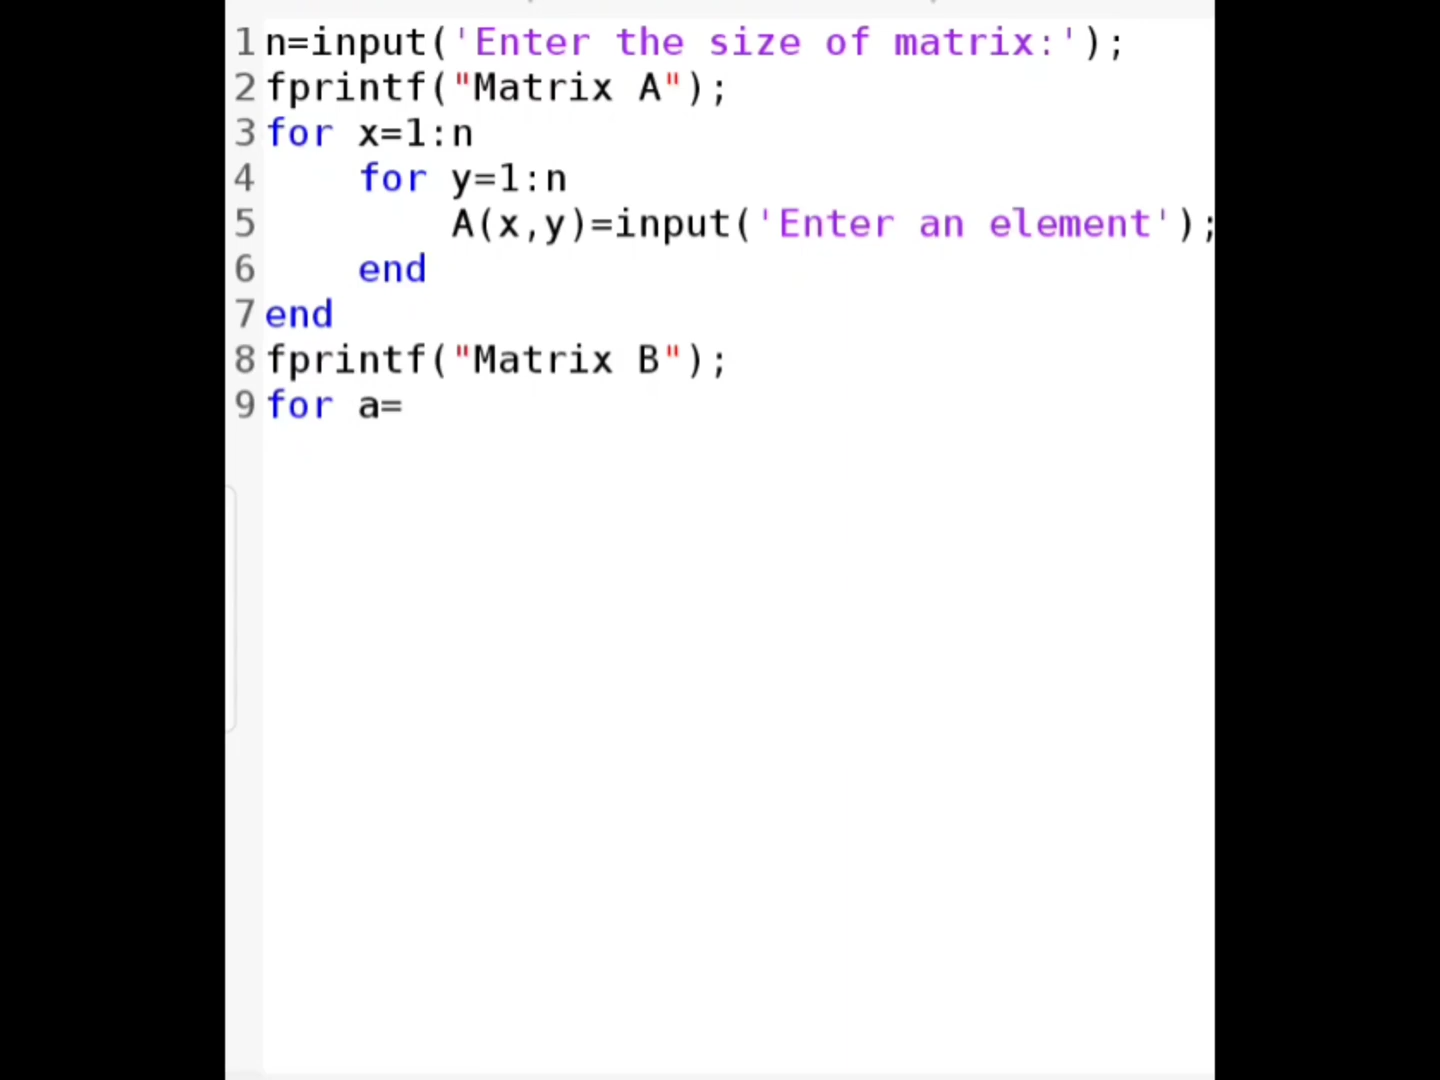 1 n=input('Enter the size of matrix:');
2 fprintf("Matrix A");
3 for x=1:n
4     for y=1:n
5         A(x,y)=input('Enter an element');
6     end
7 end
8 fprintf("Matrix B");
9 for a=